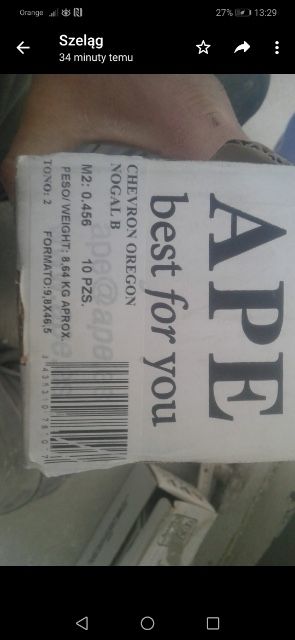 Orange
27%
13:29
Szeląg
34 minuty temu
APE
best for you
CHEVRON OREGON
NOGAL B
M2: 0.456 10 PZS.
PESO/WEIGHT: 8,64 KG APROX.
TONO: 2 FORMATO:9,8X46,5